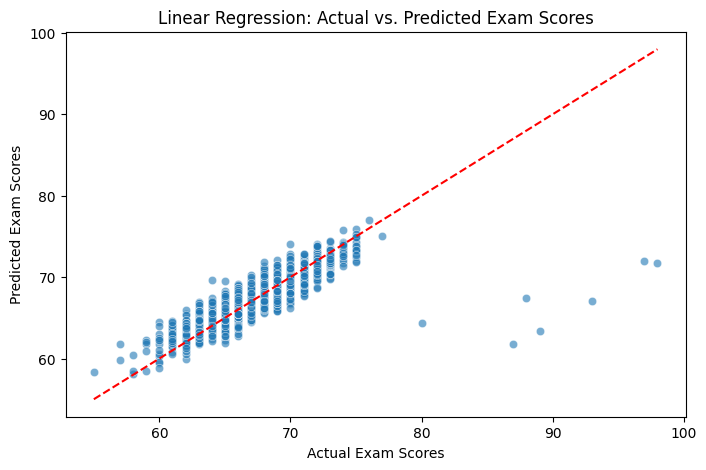 Linear Regression: Actual vs. Predicted Exam Scores
100
90
80
70
60
Predicted Exam Scores
60 70 80 90 100
Actual Exam Scores